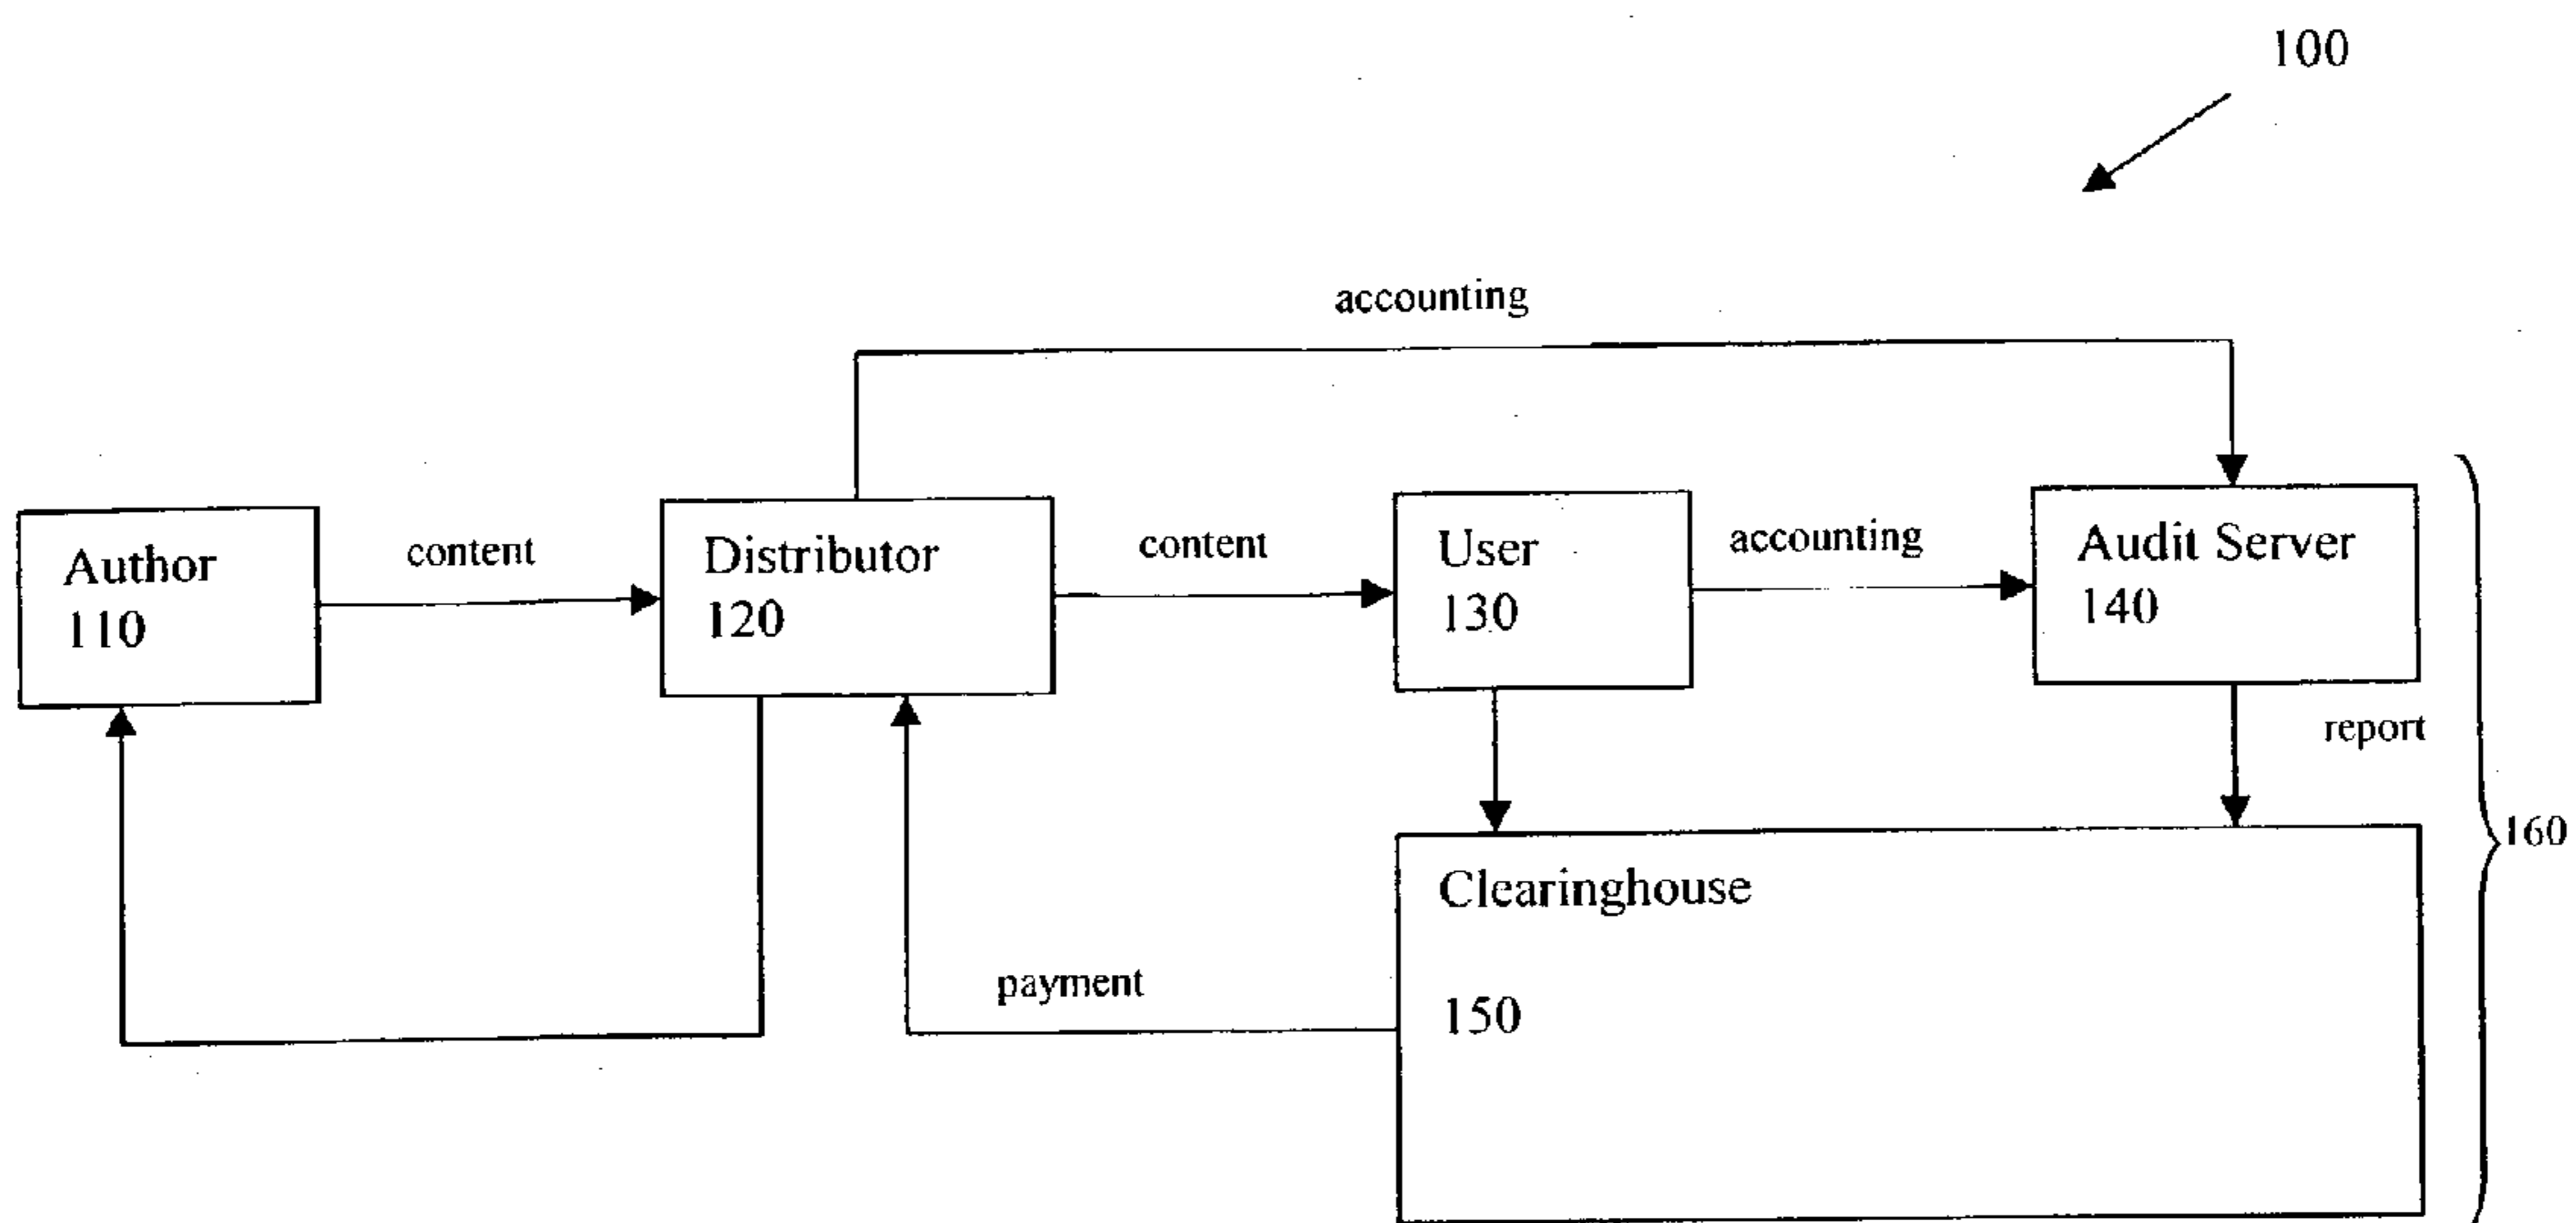 100
accounting
Author
110
content
Distributor
120
content
User
130
accounting
Audit Server
140
report
160
Clearinghouse
150
payment